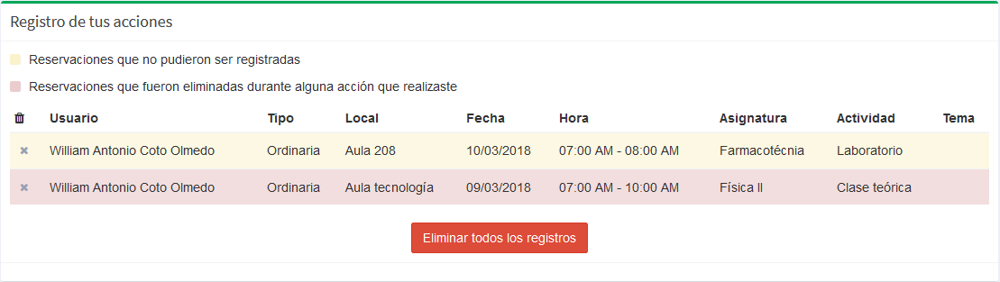 Registro de tus acciones
Reservaciones que no pudieron ser registradas
Reservaciones que fueron eliminadas durante alguna acción que realizaste
Usuario Tipo Local Fecha Hora Asignatura Actividad Tema
William Antonio Coto Olmedo Ordinaria Aula 208 10/03/2018 07:00 AM - 08:00 AM Farmacotécnia Laboratorio
William Antonio Coto Olmedo Ordinaria Aula tecnología 09/03/2018 07:00 AM - 10:00 AM Física II Clase teórica
Eliminar todos los registros